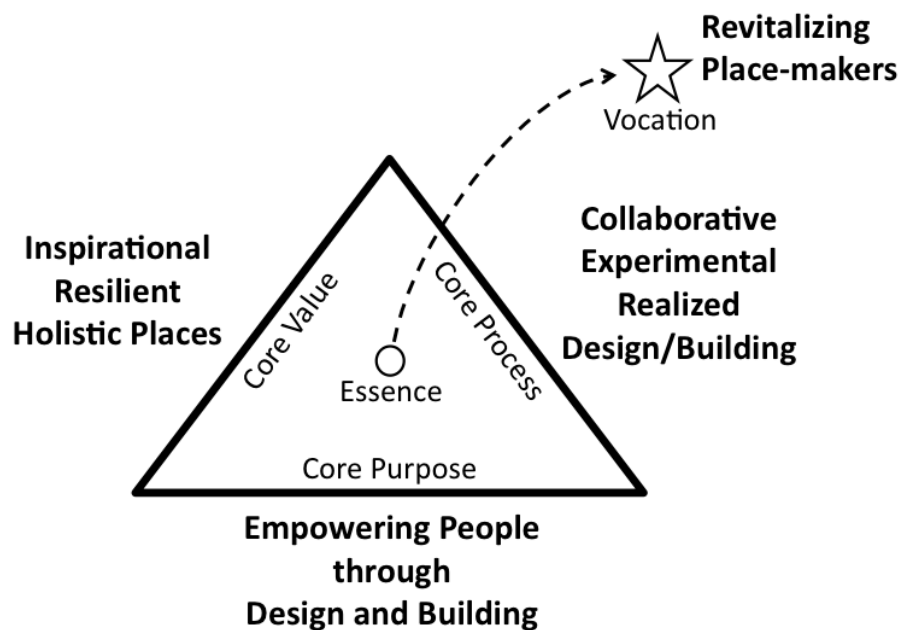 Revitalizing
Place-makers
Vocation
Inspirational
Resilient
Holistic Places
Core Value
Core Process
Collaborative
Experimental
Realized
Design/Building
Essence
Core Purpose
Empowering People
through
Design and Building